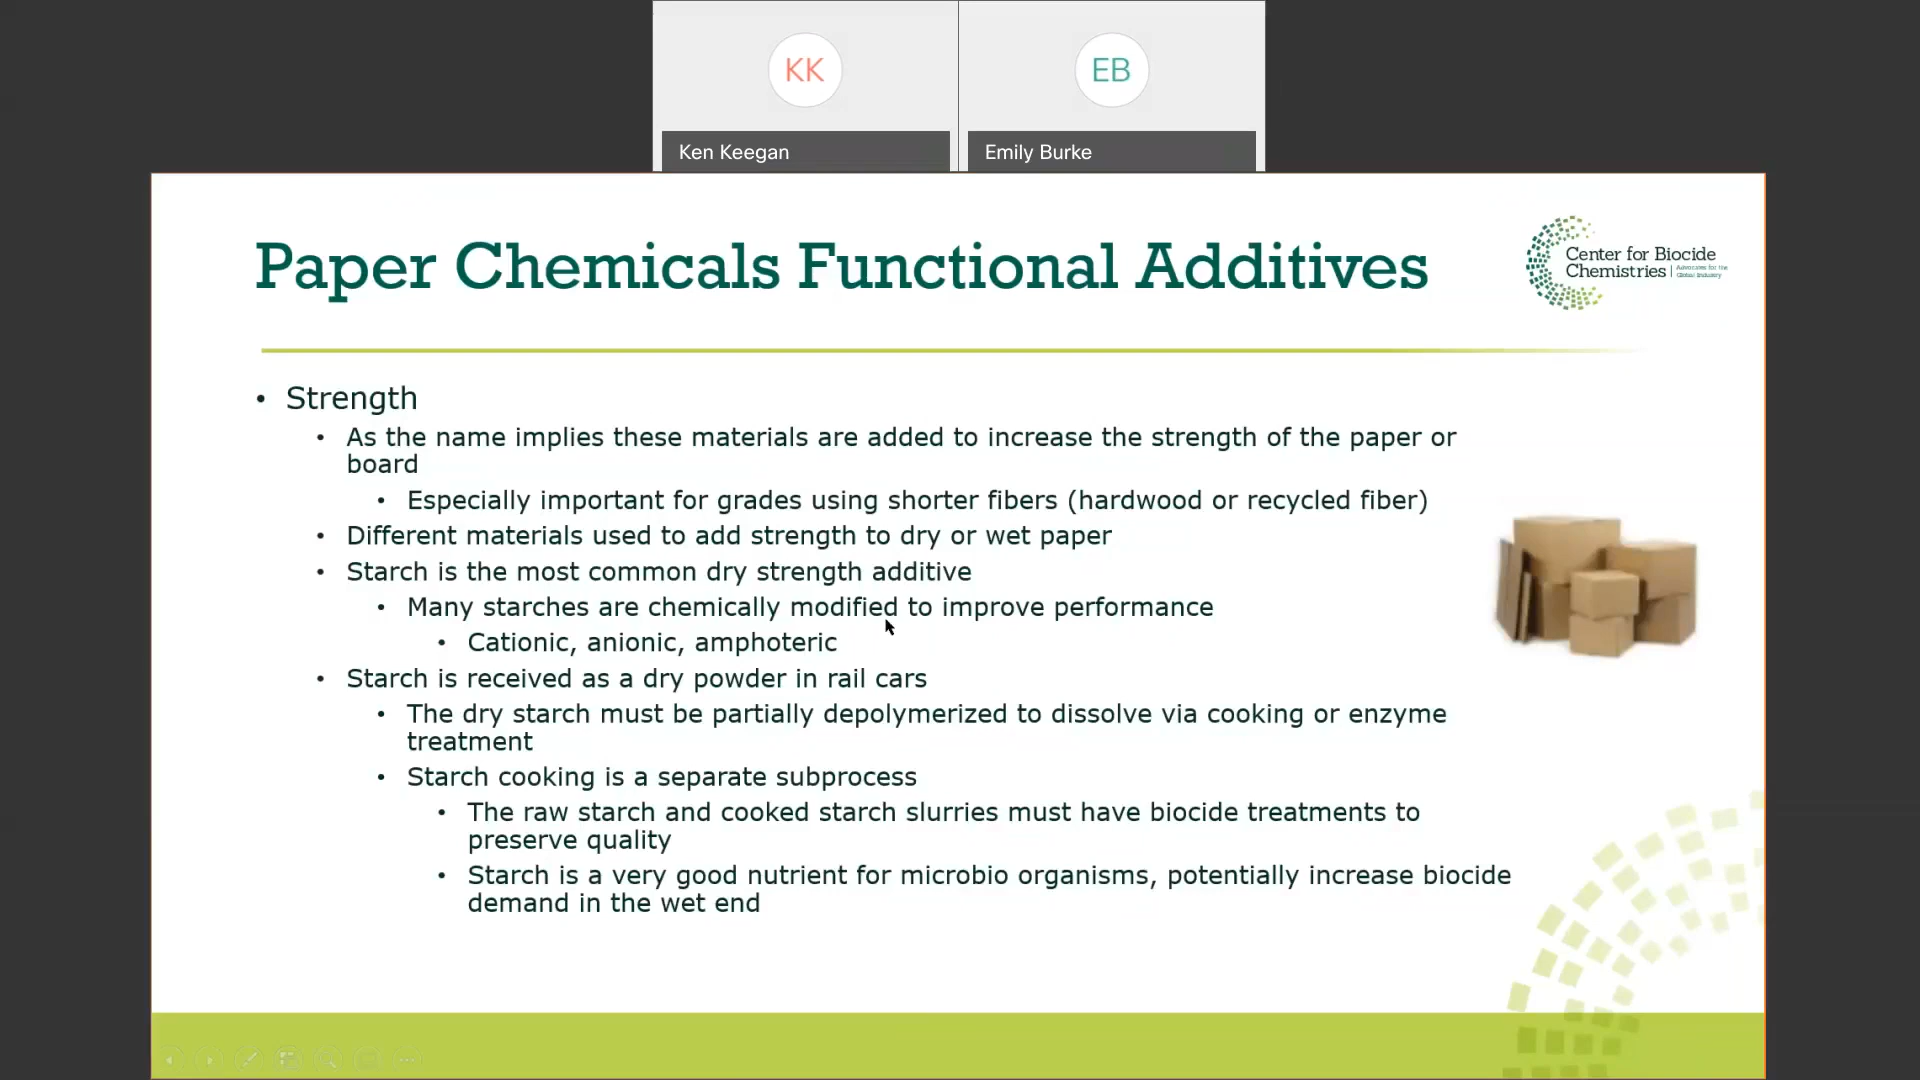 KK
EB
Ken Keegan
Emily Burke
Paper Chemicals Functional Additives
Center for Biocide
Chemistries | Advocates for the
Global Industry
• Strength
• As the name implies these materials are added to increase the strength of the paper or
board
• Especially important for grades using shorter fibers (hardwood or recycled fiber)
• Different materials used to add strength to dry or wet paper
• Starch is the most common dry strength additive
• Many starches are chemically modified to improve performance
• Cationic, anionic, amphoteric
• Starch is received as a dry powder in rail cars
• The dry starch must be partially depolymerized to dissolve via cooking or enzyme
treatment
• Starch cooking is a separate subprocess
• The raw starch and cooked starch slurries must have biocide treatments to
preserve quality
• Starch is a very good nutrient for microbio organisms, potentially increase biocide
demand in the wet end